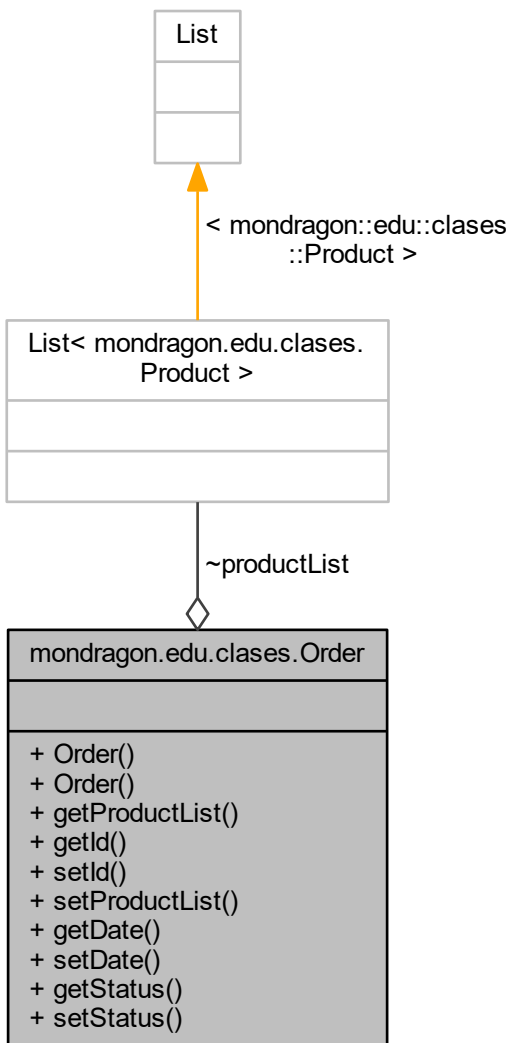 List
< mondragon::edu::clases
::Product >
List< mondragon.edu.clases.
Product >
~productList
mondragon.edu.clases.Order
+ Order()
+ Order()
+ getProductList()
+ getId()
+ setId()
+ setProductList()
+ getDate()
+ setDate()
+ getStatus()
+ setStatus()